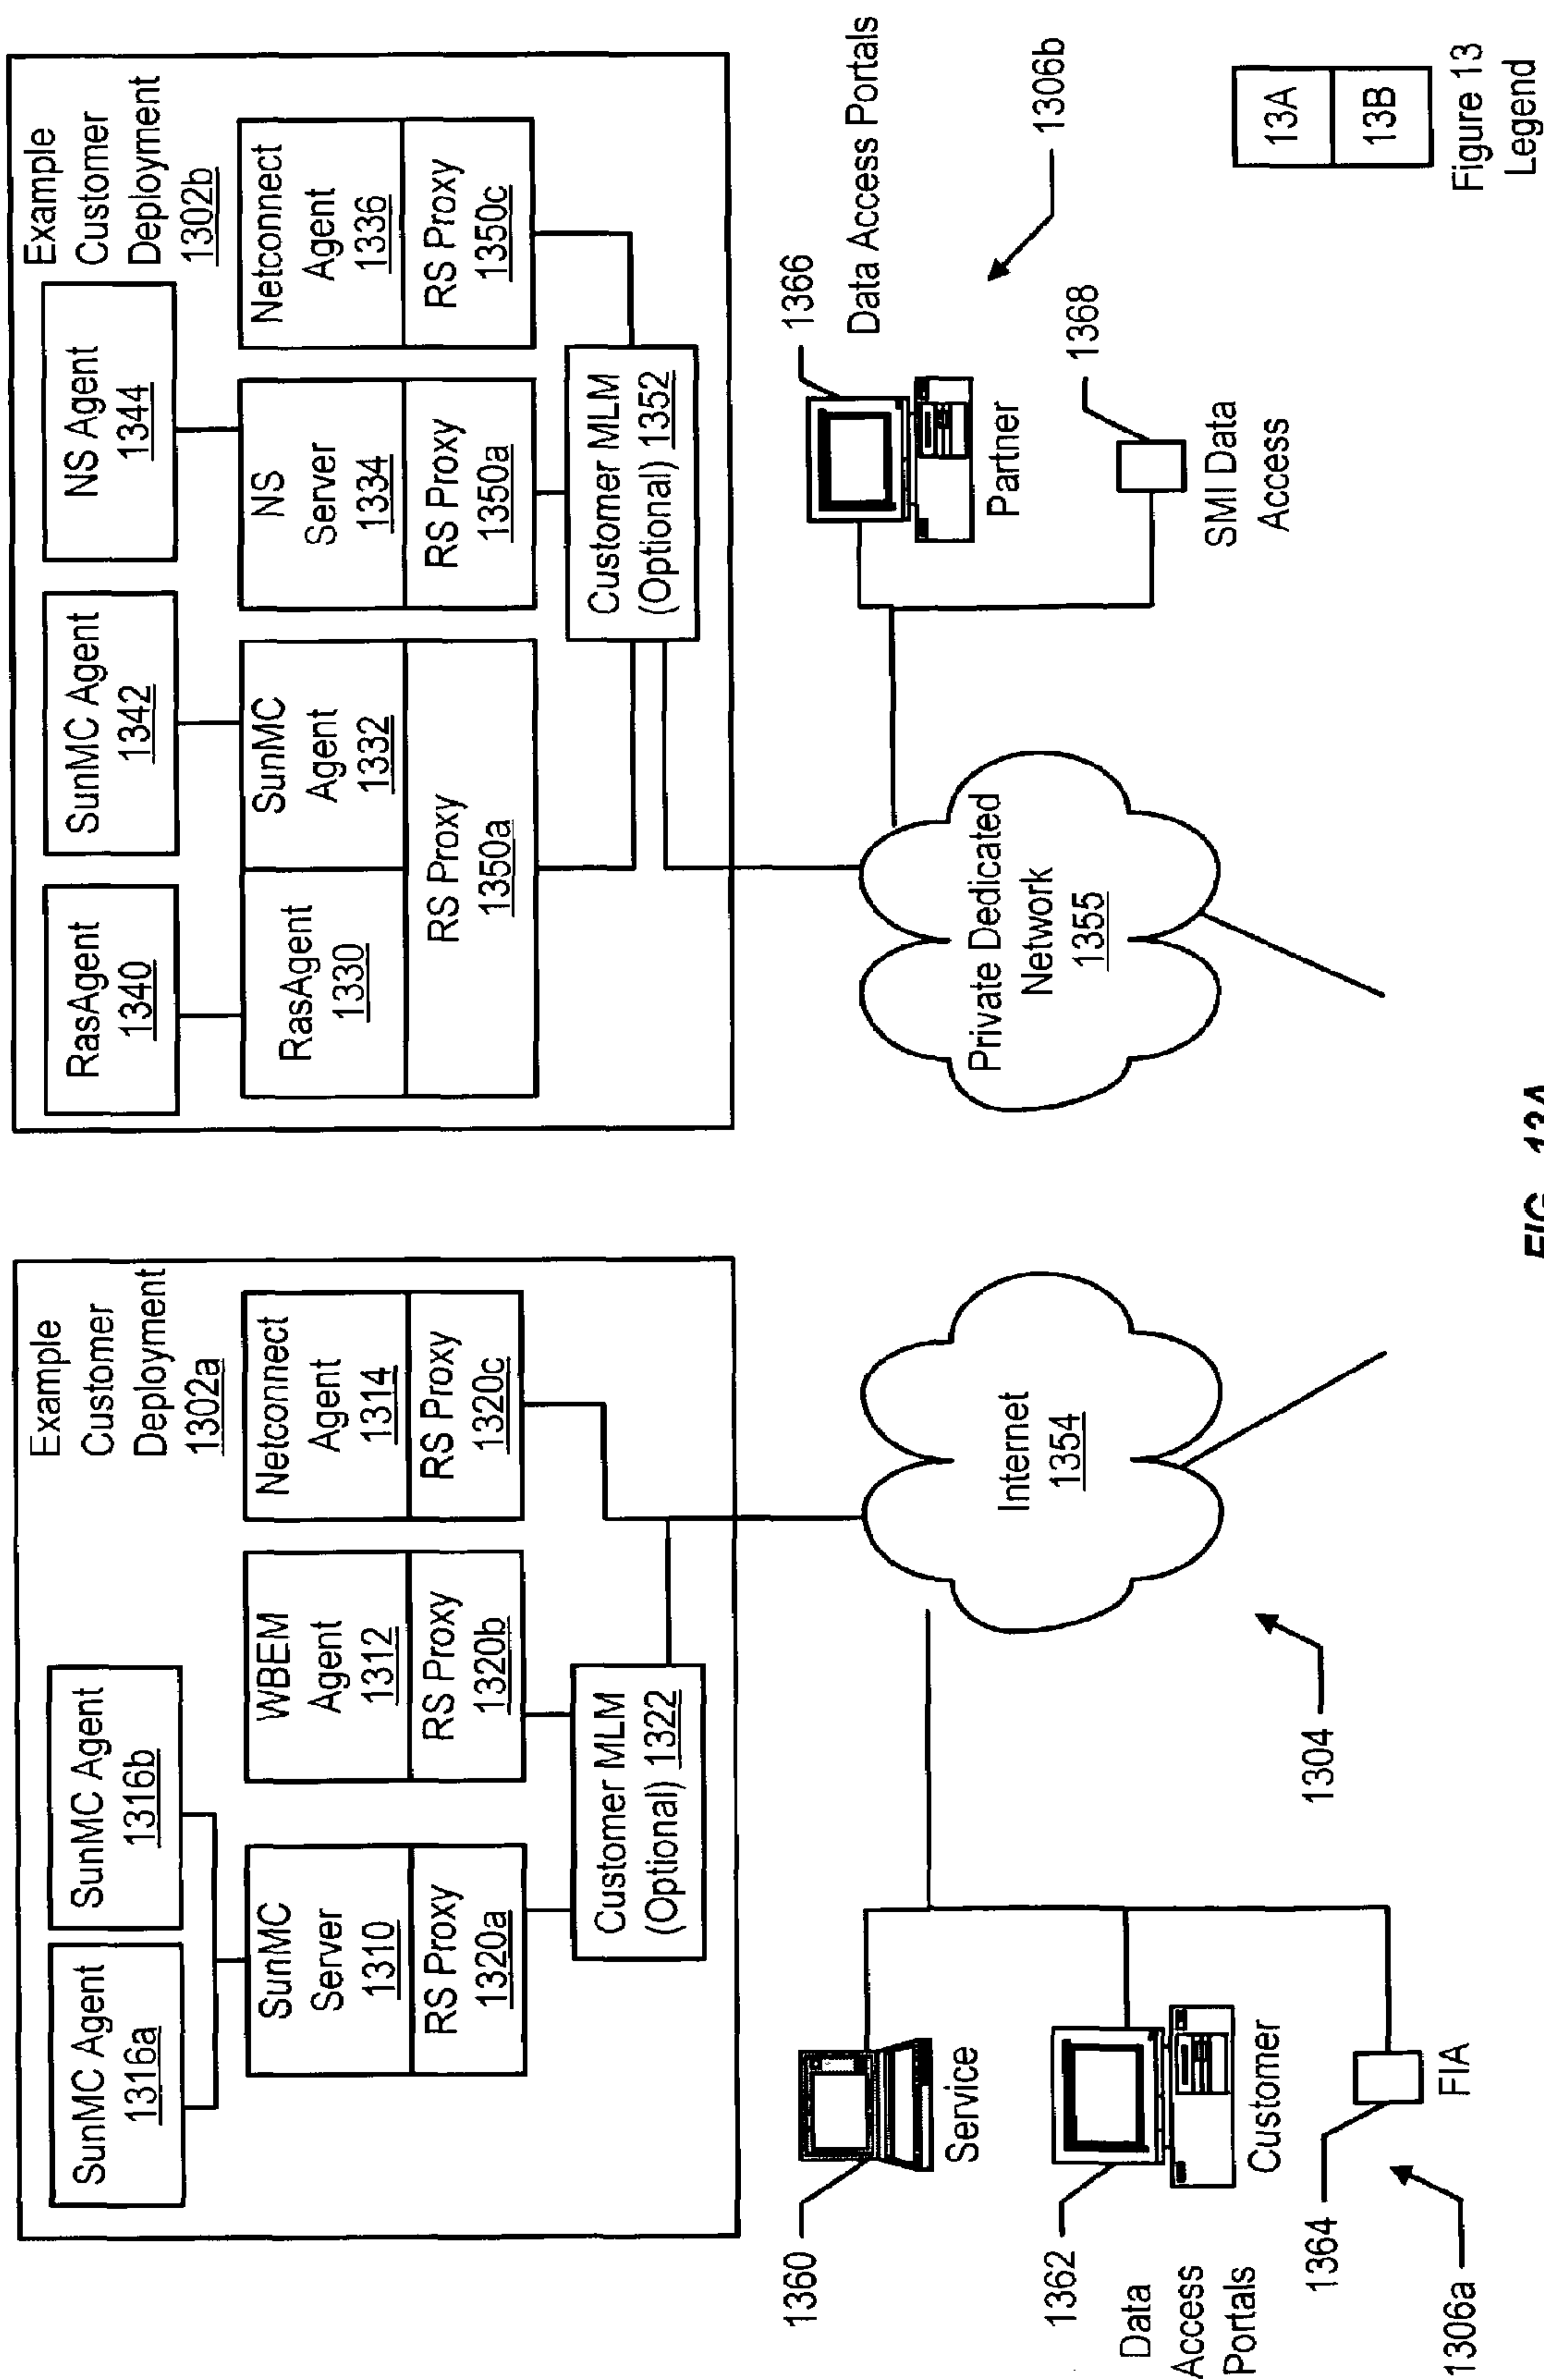 Example
Customer
Deployment
1302a
SunMC Agent
1316a
SunMC Agent
1316b
SunMC
Server
1310
RS Proxy
1320a
WBEM
Agent
1312
RS Proxy
1320b
Netconnect
Agent
1314
RS Proxy
1320c
Customer MLM
(Optional) 1322
Example
Customer
Deployment
1302b
RasAgent
1340
SunMC Agent
1342
NS Agent
1344
RasAgent
1330
SunMC
Agent
1332
RS Proxy
1350a
NS
Server
1334
RS Proxy
1350a
Netconnect
Agent
1336
RS Proxy
1350c
Customer MLM
(Optional) 1352
1360
Service
1362
Customer
Data
Access
Portals
1364
FIA
1306a
Internet
1354
1304
Private Dedicated
Network
1355
1366
Data Access Portals
Partner
1306b
1368
SMI Data
Access
13A
13B
Figure 13
Legend
FIG. 13A